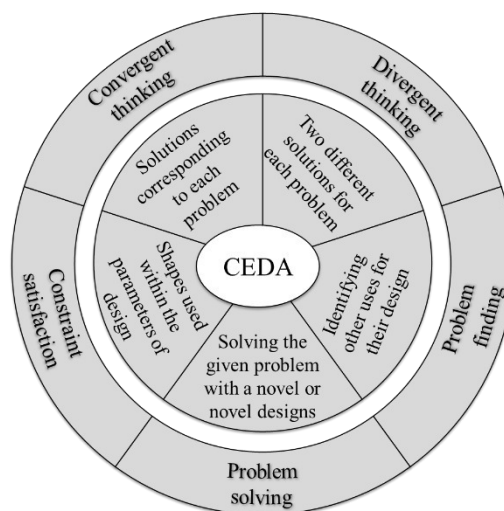 Convergent
thinking
Divergent
thinking
Solutions
corresponding
to each
problem
Two different
solutions for
each problem
CEDA
Shapes used
within the
parameters of
design
Identifying
other uses for
their design
Solving the
given problem
with a novel or
novel designs
Constraint
satisfaction
Problem
finding
Problem
solving